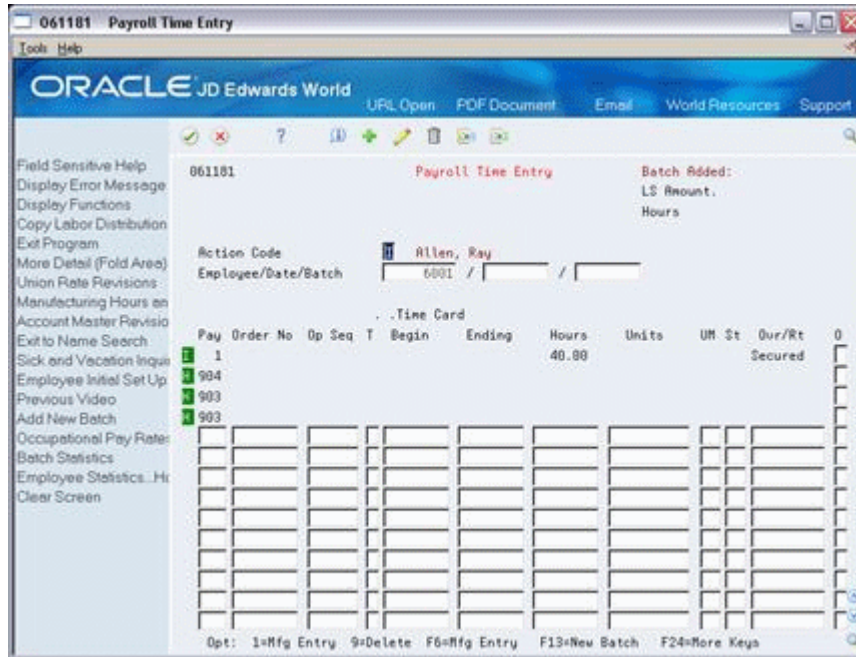 061181 Payroll Time Entry
Tools Help
ORACLE JD Edwards World
URL Open PDF Document Email World Resources Support
Field Sensitive Help
Display Error Message
Display Functions
Copy Labor Distribution
Exit Program
More Detail (Fold Area)
Union Rate Revisions
Manufacturing Hours an
Account Master Revisio
Exit to Name Search
Sick and Vacation Inqui
Employee Initial Set Up
Previous Video
Add New Batch
Occupational Pay Rates
Batch Statistics
Employee Statistics...Ho
Clear Screen
061181 Payroll Time Entry Batch Added:
LS Amount.
Hours
Action Code I Allen, Ray
Employee/Date/Batch 6001 / /
. .Time Card
Pay Order No Op Seq T Begin Ending Hours Units UM St Ovr/Rt O
I 1 40.00 Secured
904
903
903
Opt: 1=Mfg Entry 9=Delete F6=Mfg Entry F13=New Batch F24=More Keys